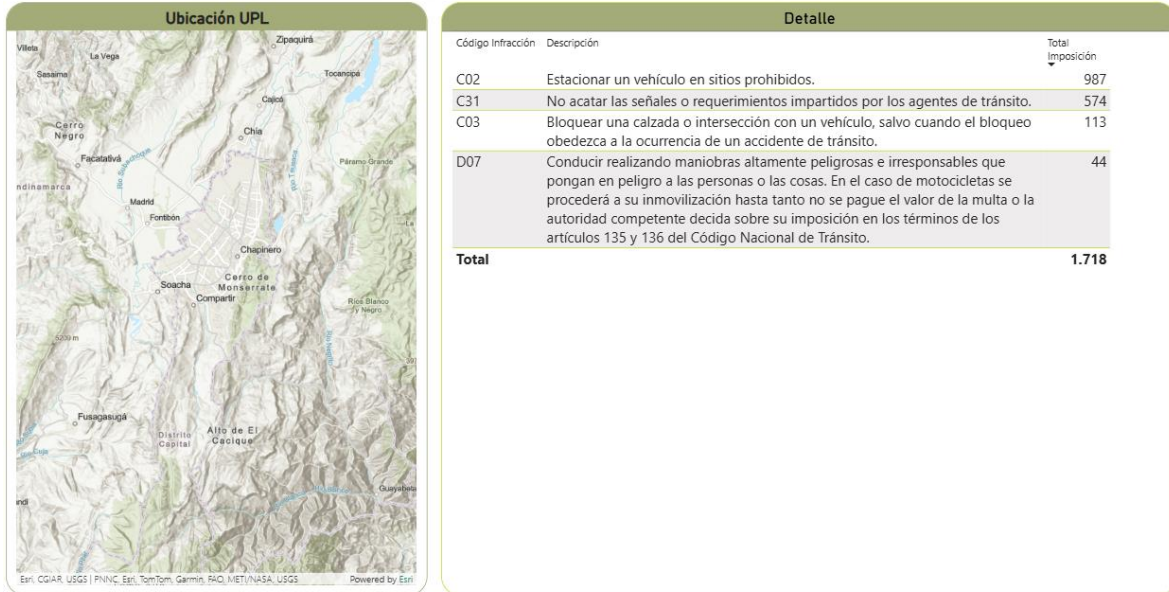 Ubicación UPL
Zipaquirá
Villeta
La Vega
Sasaima
Tocancipá
Cajicá
Cerro
Negro
Chía
Facatativá
Páramo Grande
ndinamarca
Madrid
Fontibón
Chapinero
Cerro de
Monserrate
Soacha
Compartir
Ríos Blanco
y Negro
Fusagasugá
Distrito
Capital
Alto de El
Cacique
Guayabeta
andi
Esri, CGIAR, USGS | PNNC, Esri, TomTom, Garmin, FAO, METI/NASA, USGS
Powered by Esri
Detalle
Código Infracción Descripción Total
Imposición
C02 Estacionar un vehículo en sitios prohibidos. 987
C31 No acatar las señales o requerimientos impartidos por los agentes de tránsito. 574
C03 Bloquear una calzada o intersección con un vehículo, salvo cuando el bloqueo 113
obedezca a la ocurrencia de un accidente de tránsito.
D07 Conducir realizando maniobras altamente peligrosas e irresponsables que 44
pongan en peligro a las personas o las cosas. En el caso de motocicletas se
procederá a su inmovilización hasta tanto no se pague el valor de la multa o la
autoridad competente decida sobre su imposición en los términos de los
artículos 135 y 136 del Código Nacional de Tránsito.
Total 1.718